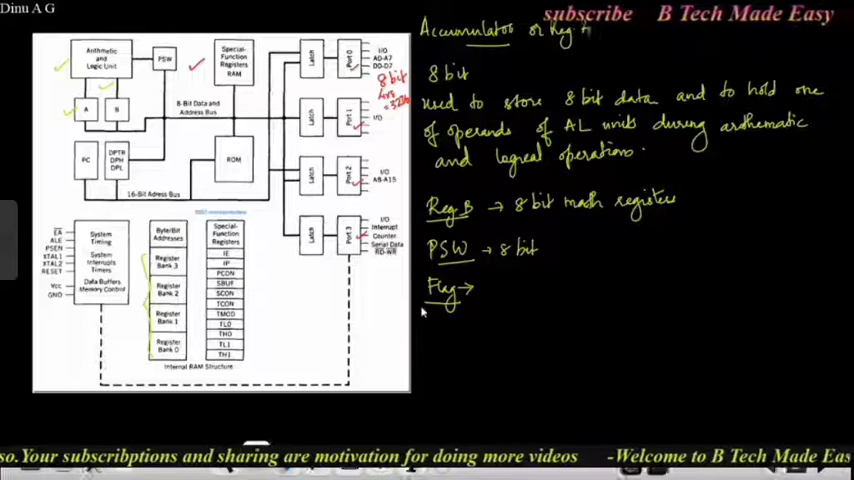 Dinu A G
subscribe B Tech Made Easy
Accumulator or Reg A
8 bit
used to store 8 bit data and to hold one
of operands of AL units during arthematic
and logical operations.
Reg B → 8 bit math registers
PSW → 8 bit
Flag →
Arithmetic
and
Logic Unit
PSW
Special-
Function
Registers
RAM
A
B
8-Bit Data and
Address Bus
PC
DPTR
DPH
DPL
ROM
16-Bit Adress Bus
Latch
Port 0
I/O
AD-A7
DO-D7
8 bit
Latch
Port 1
I/O
Latch
Port 2
I/O
A8-A15
Latch
Port 3
I/O
Interrupt
Counter
Serial Data
RD-WR
EA
ALE
PSEN
XTAL1
XTAL2
RESET
Vcc
GND
System
Timing
System
Interrupts
Timers
Data Buffers
Memory Control
Byte/Bit
Addresses
Register
Bank 3
Register
Bank 2
Register
Bank 1
Register
Bank 0
Special-
Function
Registers
IE
IP
PCON
SBUF
SCON
TCON
TMOD
TL0
TH0
TL1
TH1
Internal RAM Structure
so.Your subscribptions and sharing are motivation for doing more videos -Welcome to B Tech Made Eas